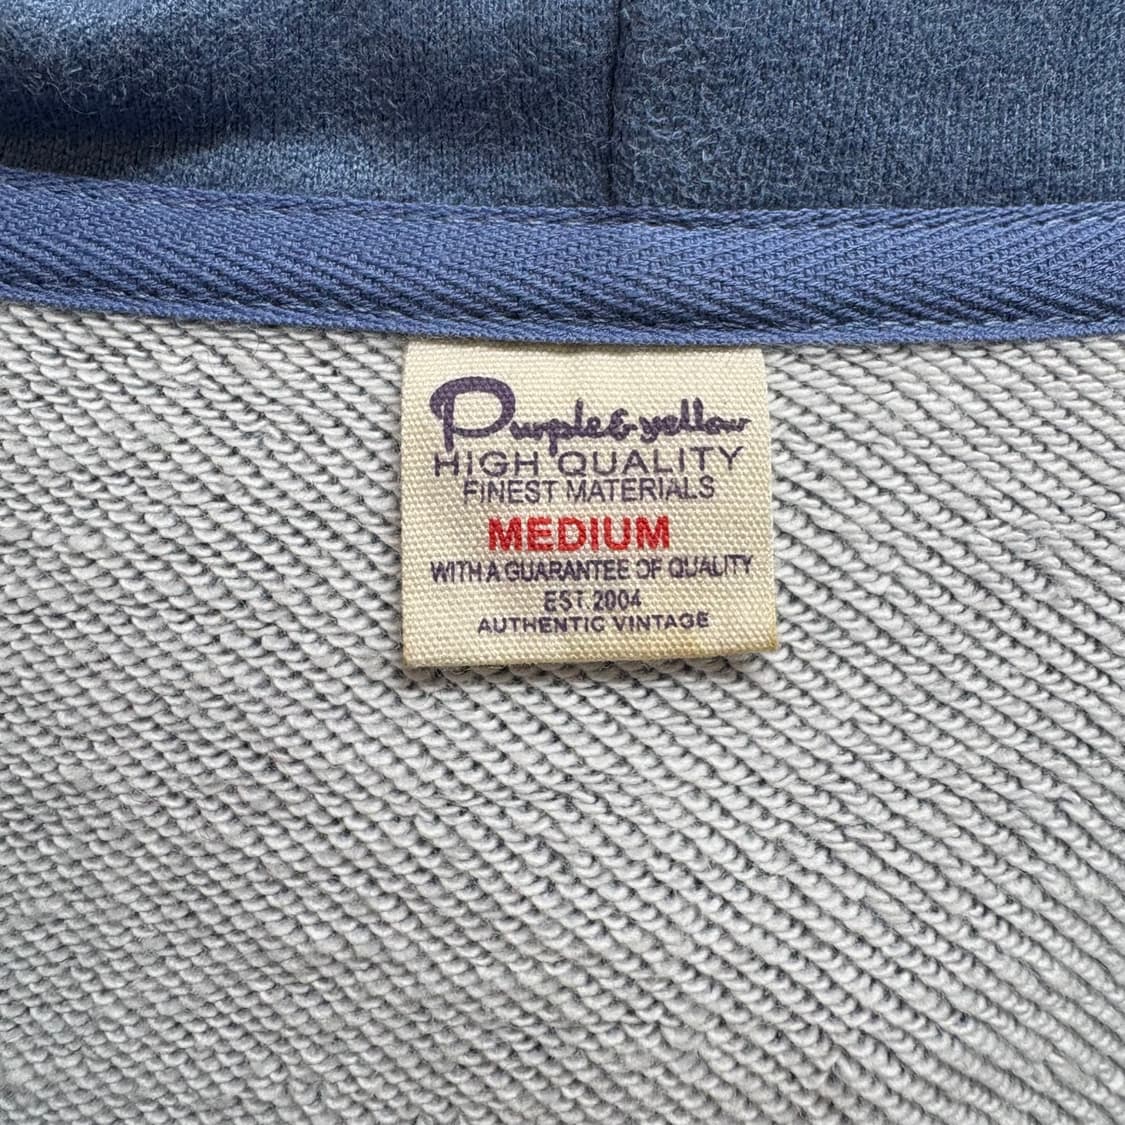 Purple & yellow
HIGH QUALITY
FINEST MATERIALS
MEDIUM
WITH A GUARANTEE OF QUALITY
EST 2004
AUTHENTIC VINTAGE